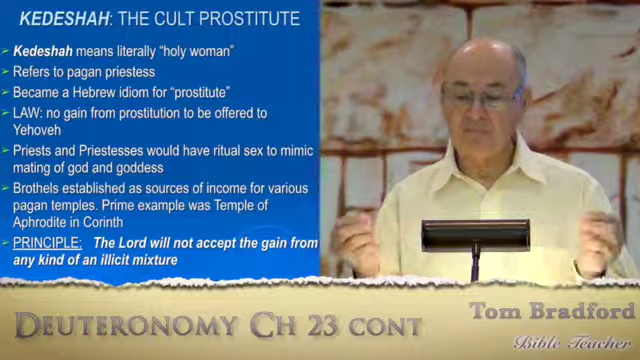 KEDESHAH: THE CULT PROSTITUTE
➢ Kedeshah means literally “holy woman”
➢ Refers to pagan priestess
➢ Became a Hebrew idiom for “prostitute”
➢ LAW: no gain from prostitution to be offered to
Yehoveh
➢ Priests and Priestesses would have ritual sex to mimic
mating of god and goddess
➢ Brothels established as sources of income for various
pagan temples. Prime example was Temple of
Aphrodite in Corinth
➢ PRINCIPLE: The Lord will not accept the gain from
any kind of an illicit mixture
DEUTERONOMY CH 23 CONT
Tom Bradford
Bible Teacher